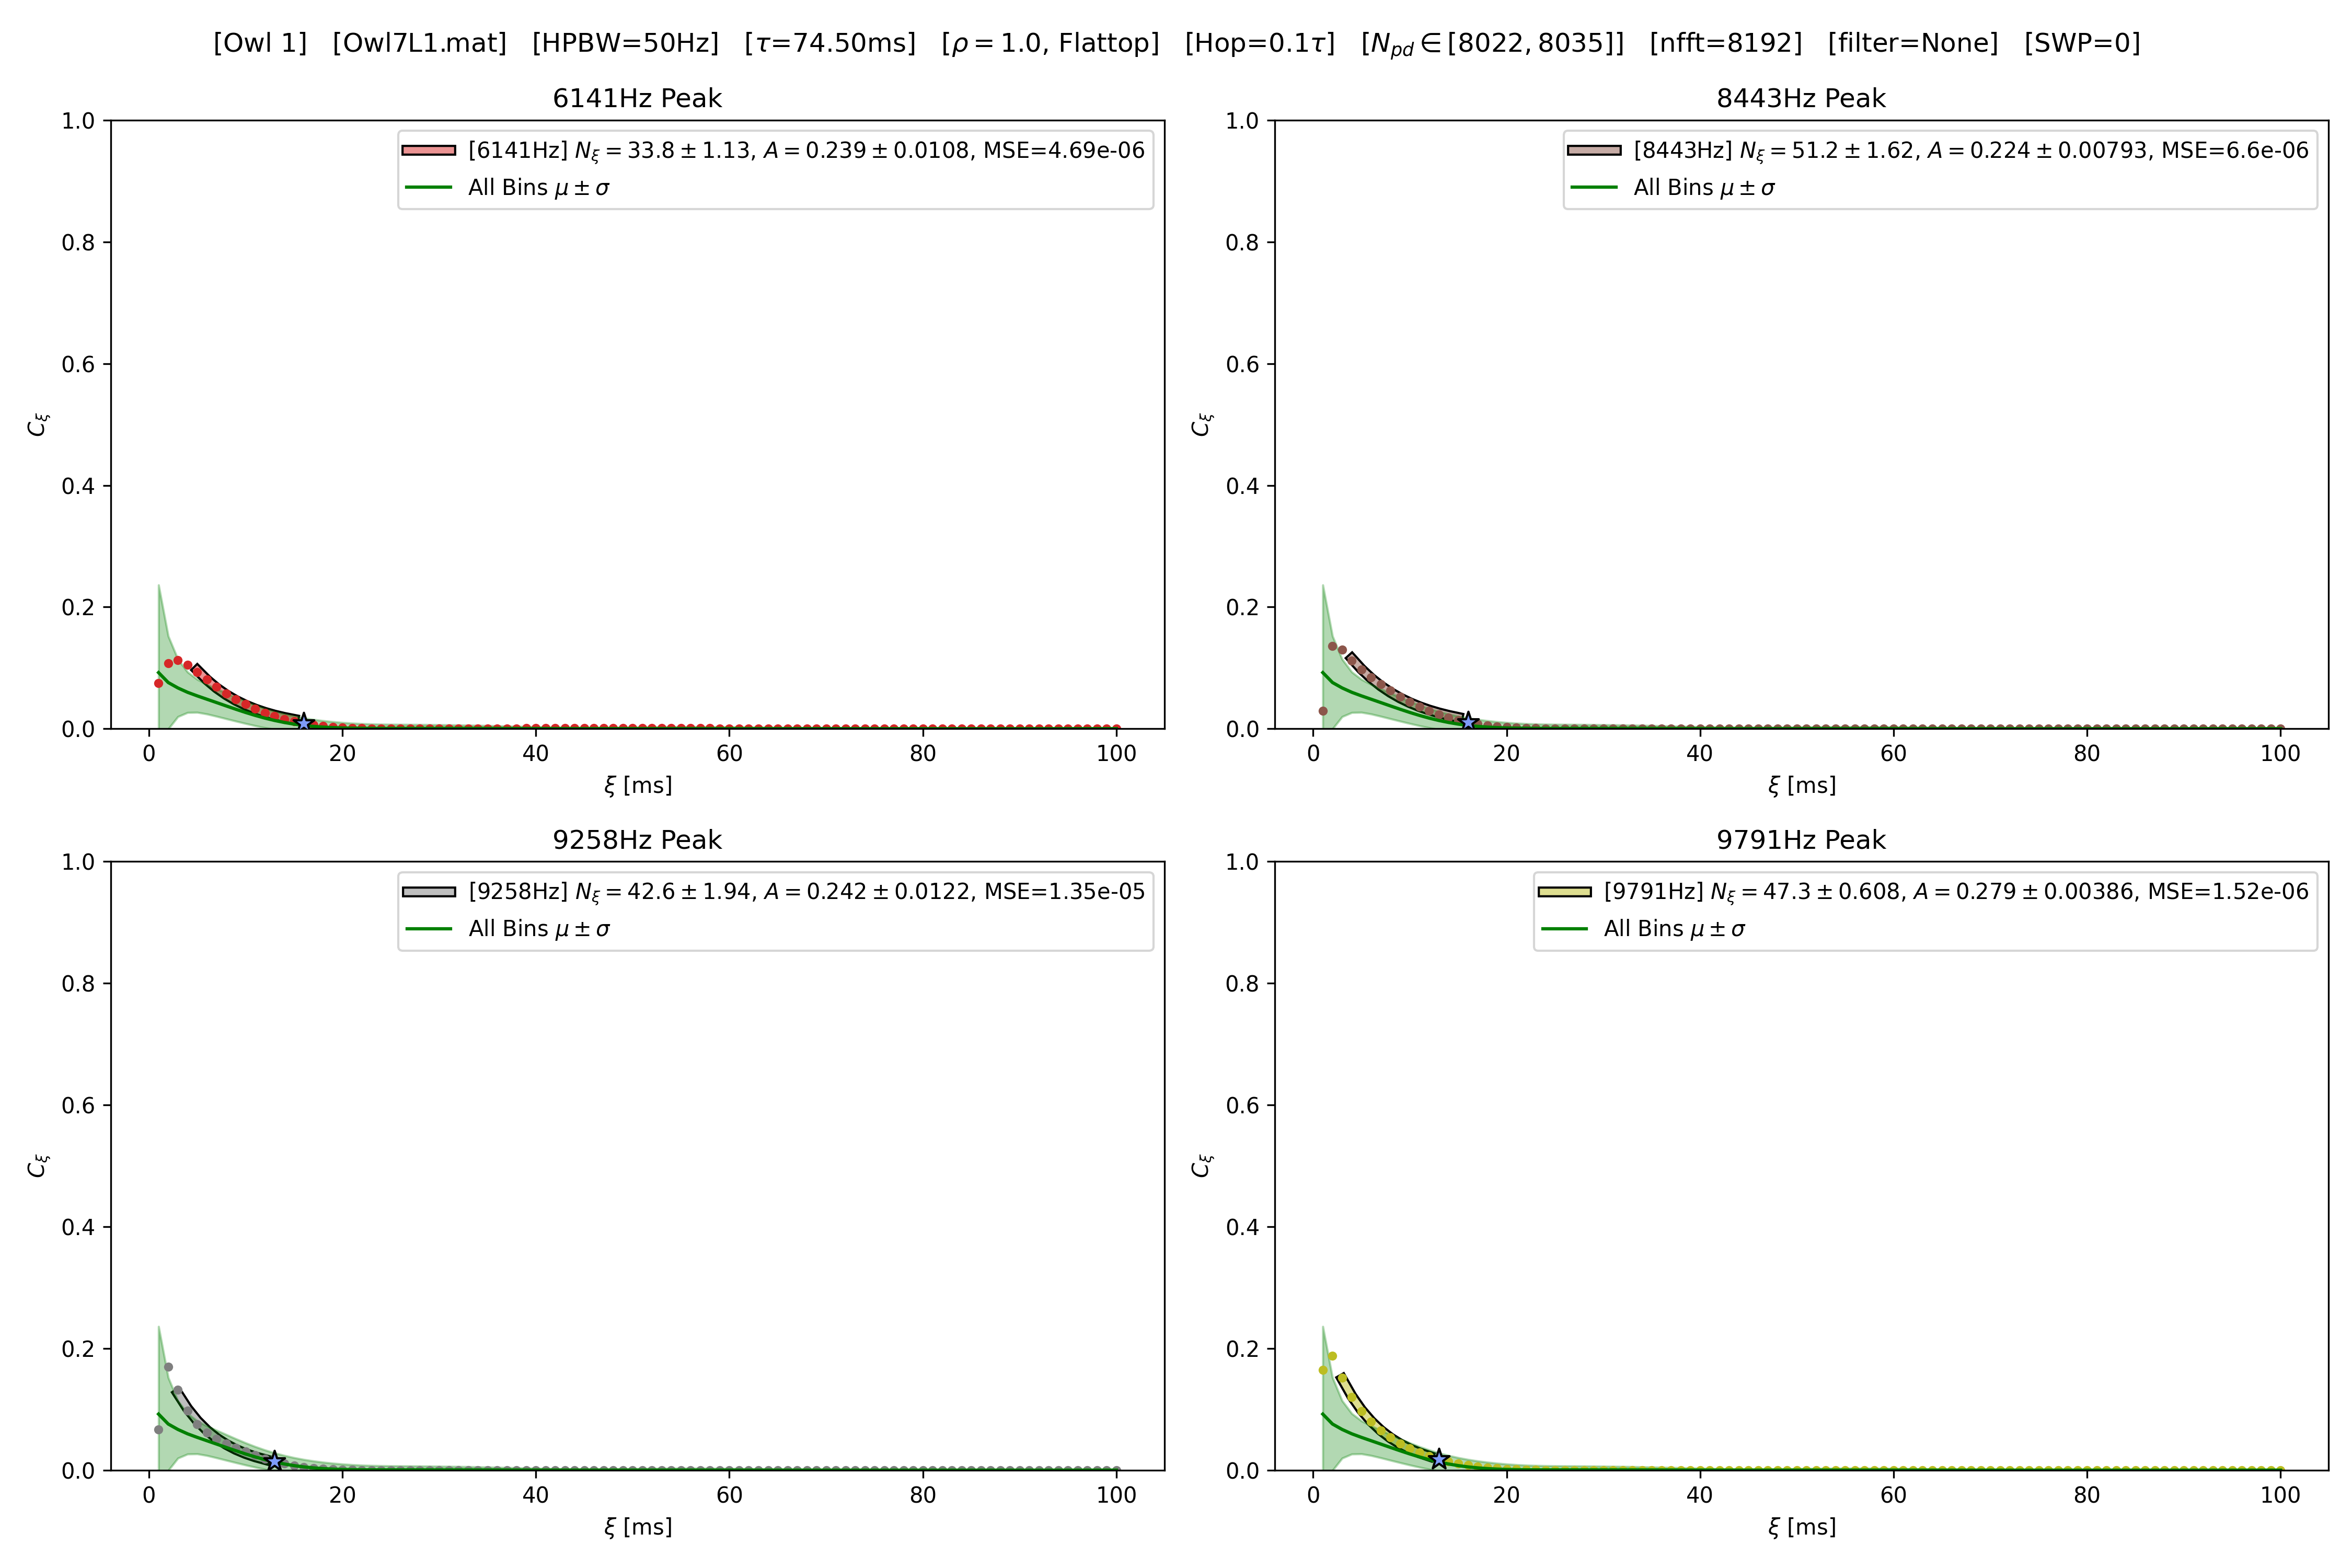 [Owl 1] [Owl7L1.mat] [HPBW=50Hz] [τ=74.50ms] [ρ = 1.0, Flattop] [Hop=0.1τ] [N_pd ∈ [8022, 8035]] [nfft=8192] [filter=None] [SWP=0]
6141Hz Peak
[6141Hz] N_ξ = 33.8 ± 1.13, A = 0.239 ± 0.0108, MSE=4.69e-06
All Bins μ ± σ
1.0
0.8
0.6
0.4
0.2
0.0
C_ξ
0 20 40 60 80 100
ξ [ms]
8443Hz Peak
[8443Hz] N_ξ = 51.2 ± 1.62, A = 0.224 ± 0.00793, MSE=6.6e-06
All Bins μ ± σ
1.0
0.8
0.6
0.4
0.2
0.0
C_ξ
0 20 40 60 80 100
ξ [ms]
9258Hz Peak
[9258Hz] N_ξ = 42.6 ± 1.94, A = 0.242 ± 0.0122, MSE=1.35e-05
All Bins μ ± σ
1.0
0.8
0.6
0.4
0.2
0.0
C_ξ
0 20 40 60 80 100
ξ [ms]
9791Hz Peak
[9791Hz] N_ξ = 47.3 ± 0.608, A = 0.279 ± 0.00386, MSE=1.52e-06
All Bins μ ± σ
1.0
0.8
0.6
0.4
0.2
0.0
C_ξ
0 20 40 60 80 100
ξ [ms]